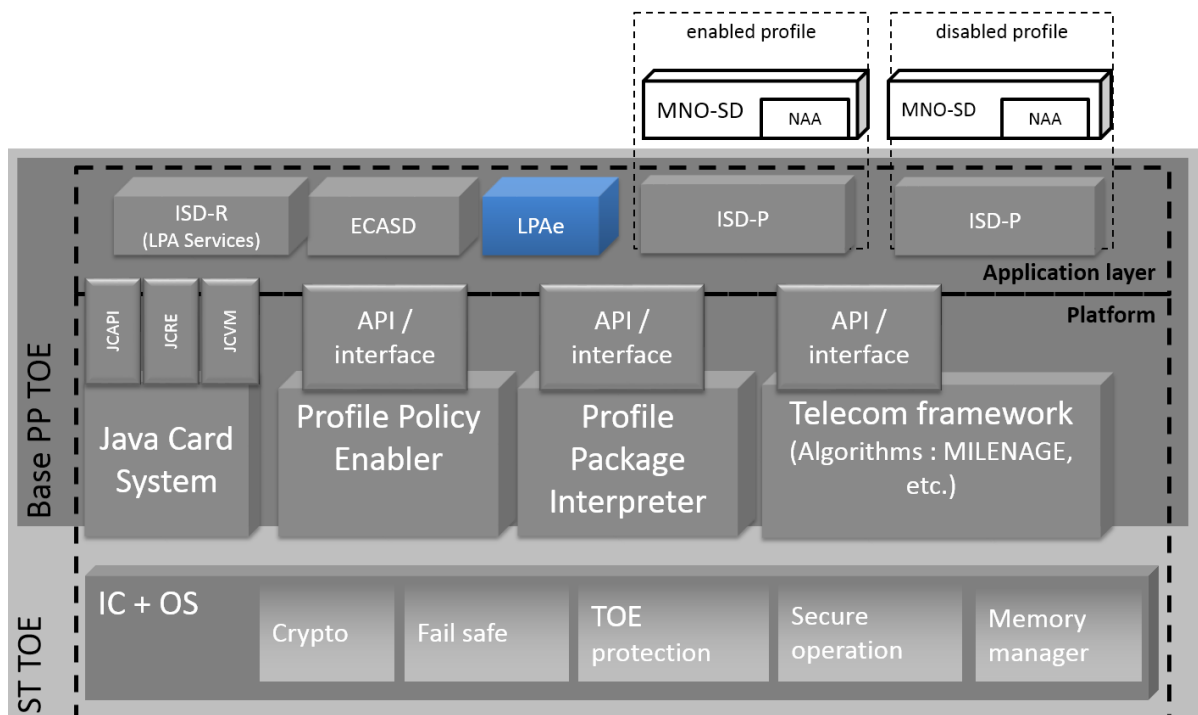 enabled profile
disabled profile
MNO-SD
NAA
MNO-SD
NAA
ISD-R
(LPA Services)
ECASD
LPAe
ISD-P
ISD-P
Application layer
Platform
JCAPI
JCRE
JCVM
API /
interface
API /
interface
API /
interface
Java Card
System
Profile Policy
Enabler
Profile
Package
Interpreter
Telecom framework
(Algorithms : MILENAGE,
etc.)
Base PP TOE
IC + OS
Crypto
Fail safe
TOE
protection
Secure
operation
Memory
manager
ST TOE